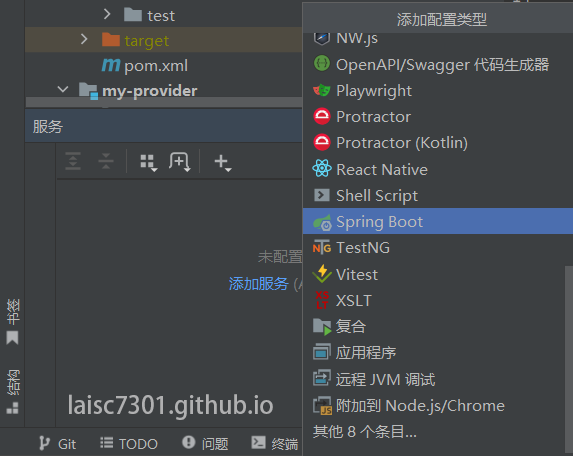 test
target
pom.xml
my-provider
服务
未配置
添加服务 (A
书签
结构
laisc7301.github.io
Git
TODO
问题
终端
添加配置类型
NW.js
OpenAPI/Swagger 代码生成器
Playwright
Protractor
Protractor (Kotlin)
React Native
Shell Script
Spring Boot
TestNG
Vitest
XSLT
复合
应用程序
远程 JVM 调试
附加到 Node.js/Chrome
其他 8 个条目...